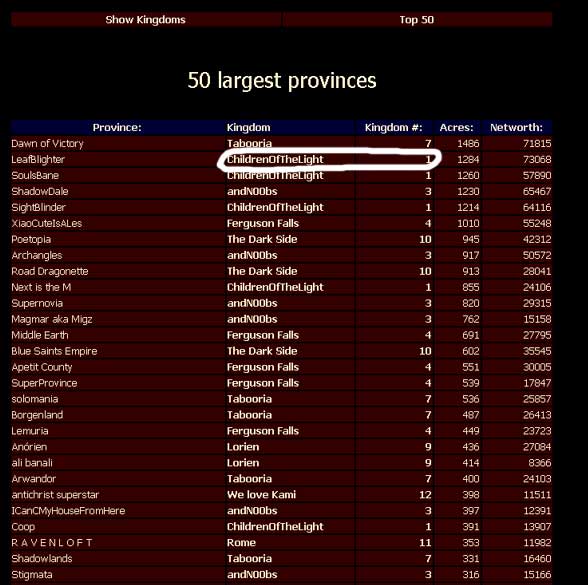 Show Kingdoms Top 50
50 largest provinces
Province: Kingdom Kingdom #: Acres: Networth:
Dawn of Victory Tabooria 7 1486 71815
LeafBlighter ChildrenOfTheLight 1 1284 73068
SoulsBane ChildrenOfTheLight 1 1260 57890
ShadowDale andN00bs 3 1230 65467
SightBlinder ChildrenOfTheLight 1 1214 64116
XiaoCuteIsALes Ferguson Falls 4 1010 55248
Poetopia The Dark Side 10 945 42312
Archangles andN00bs 3 917 50572
Road Dragonette The Dark Side 10 913 28041
Next is the M ChildrenOfTheLight 1 855 24106
Supernovia andN00bs 3 820 29315
Magmar aka Migz andN00bs 3 762 15158
Middle Earth Ferguson Falls 4 691 27795
Blue Saints Empire The Dark Side 10 602 35545
Apetit County Ferguson Falls 4 551 30005
SuperProvince Ferguson Falls 4 539 17847
solomania Tabooria 7 536 25857
Borgenland Tabooria 7 487 26413
Lemuria Ferguson Falls 4 449 23723
Anórien Lorien 9 436 27084
ali banali Lorien 9 414 8366
Arwandor Tabooria 7 400 24103
antichrist superstar We love Kami 12 398 11511
ICanCMyHouseFromHere andN00bs 3 397 12391
Coop ChildrenOfTheLight 1 391 13907
R A V E N L O F T Rome 11 353 11982
Shadowlands Tabooria 7 331 16460
Stigmata andN00bs 3 316 15166